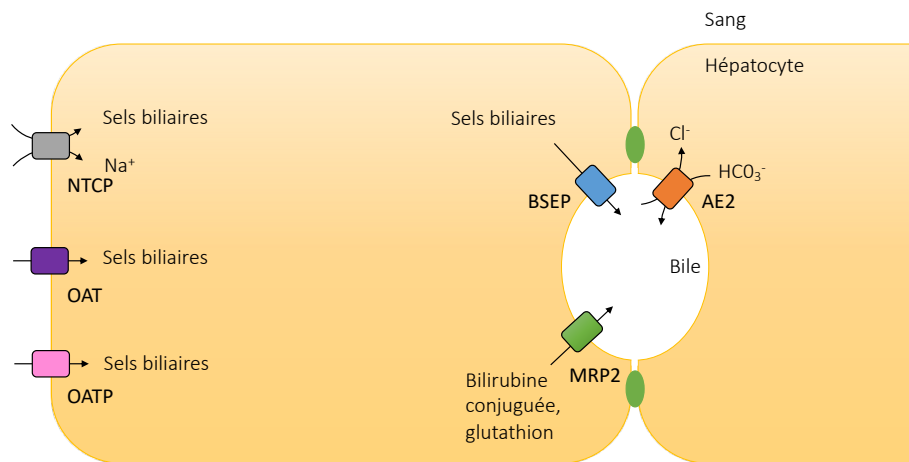 Sang
Hépatocyte
Sels biliaires
Na⁺
NTCP
Sels biliaires
OAT
Sels biliaires
OATP
Sels biliaires
BSEP
Cl⁻
HC0₃⁻
AE2
Bile
MRP2
Bilirubine
conjuguée,
glutathion